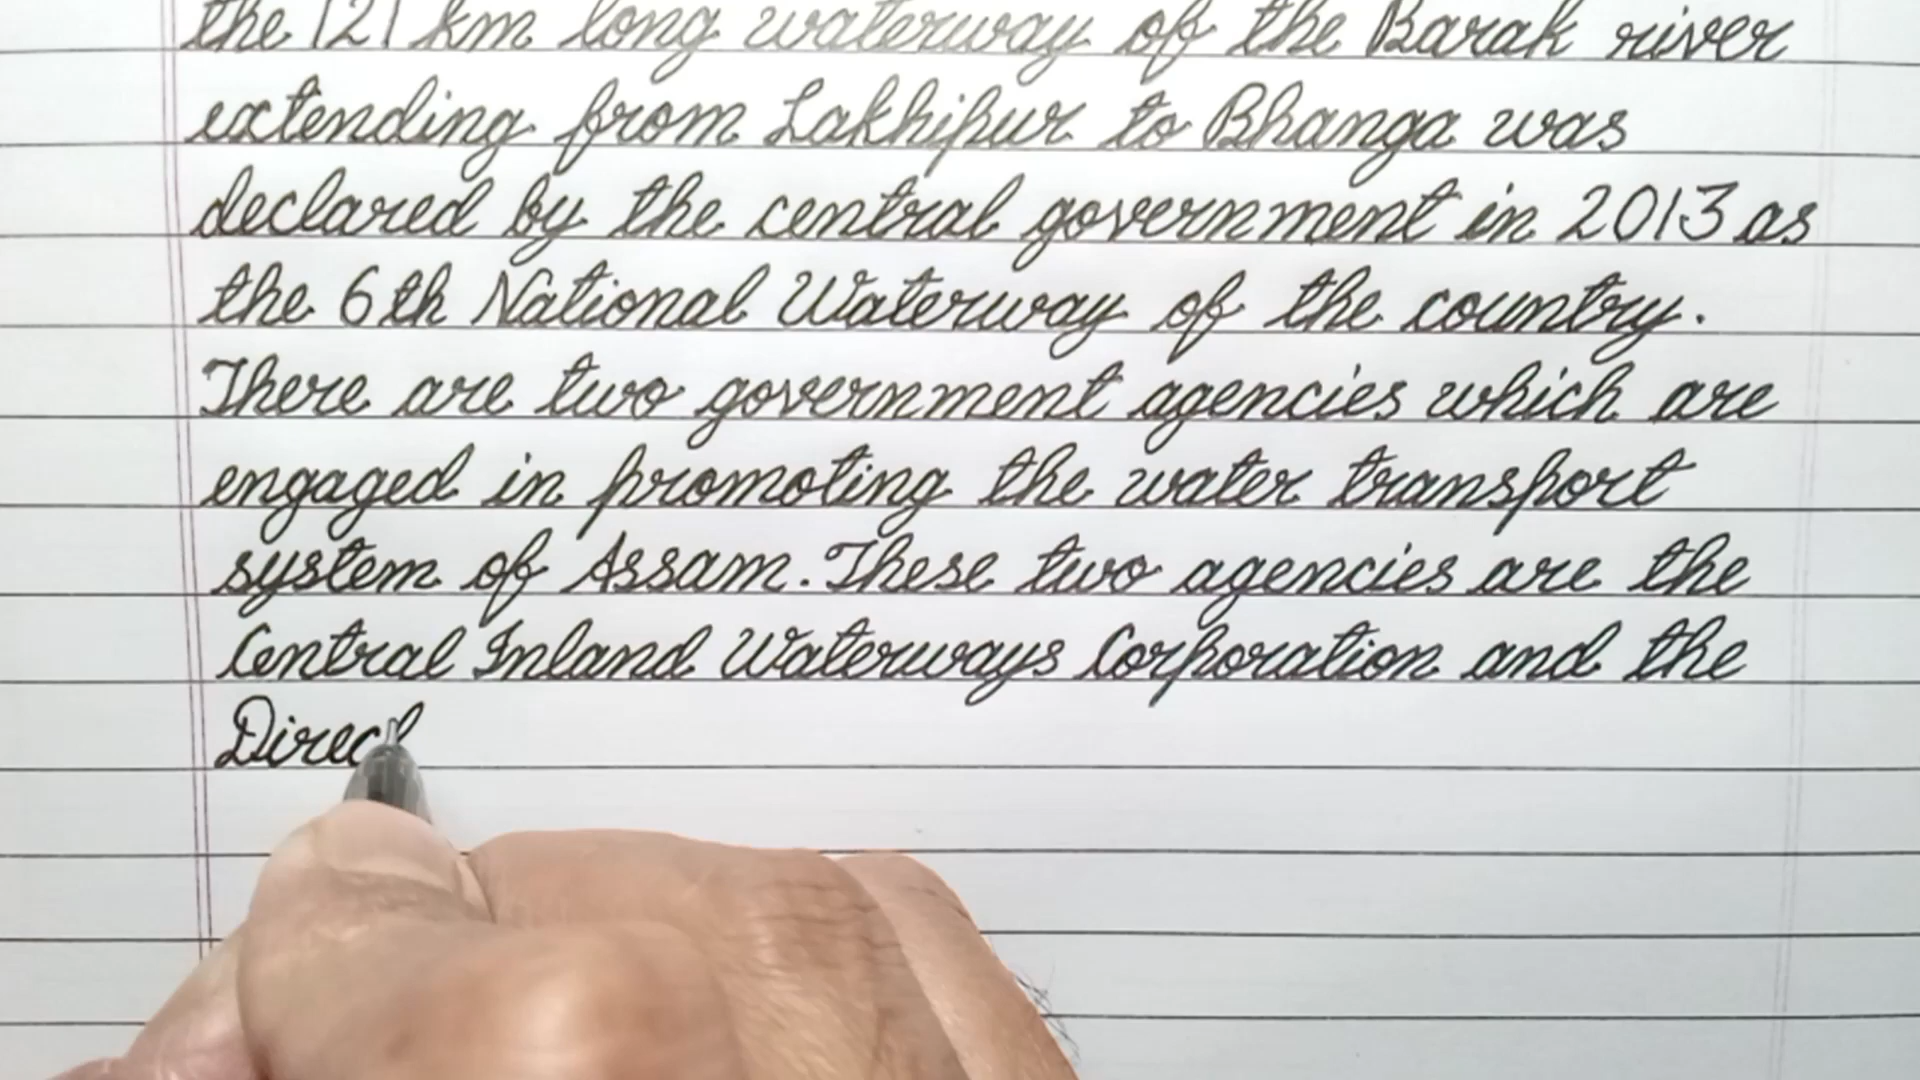 the 121 km long waterway of the Barak river
extending from Lakhipur to Bhanga was
declared by the central government in 2013 as
the 6th National Waterway of the country.
There are two government agencies which are
engaged in promoting the water transport
system of Assam. These two agencies are the
Central Inland Waterways Corporation and the
Direct